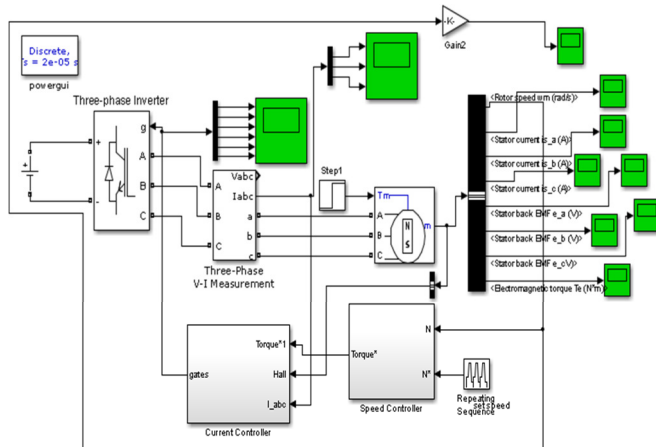 -K-
Gain2
Discrete,
s = 2e-05 s
powergui
Three-phase Inverter
g
A
B
C
+
-
Vabc
Iabc
A
B
C
a
b
c
Three-Phase
V-I Measurement
Step1
Tm
m
A
B
C
N
S
<Rotor speed wm (rad/s)>
<Stator current is_a (A)>
<Stator current is_b (A)>
<Stator current is_c (A)>
<Stator back EMF e_a (V)>
<Stator back EMF e_b (V)>
<Stator back EMF e_c V)>
<Electromagnetic torque Te (N*m)>
gates
Torque*1
Hall
I_abc
Current Controller
Torque*
N
N*
Speed Controller
Repeating
Sequence
set speed